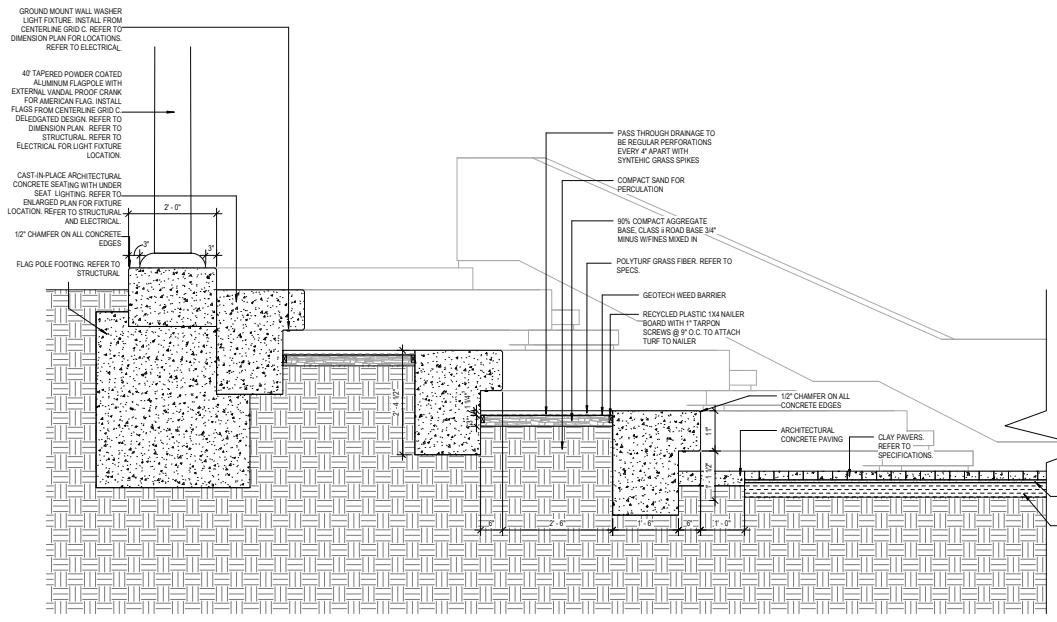 GROUND MOUNT WALL WASHER
LIGHT FIXTURE. INSTALL FROM
CENTERLINE GRID C. REFER TO
DIMENSION PLAN FOR LOCATIONS.
REFER TO ELECTRICAL.
40' TAPERED POWDER COATED
ALUMINUM FLAGPOLE WITH
EXTERNAL VANDAL PROOF CRANK
FOR AMERICAN FLAG. INSTALL
FLAGS FROM CENTERLINE GRID C.
DELEDGATED DESIGN. REFER TO
DIMENSION PLAN. REFER TO
STRUCTURAL. REFER TO
ELECTRICAL FOR LIGHT FIXTURE
LOCATION.
CAST-IN-PLACE ARCHITECTURAL
CONCRETE SEATING WITH UNDER
SEAT LIGHTING. REFER TO
ENLARGED PLAN FOR FIXTURE
LOCATION. REFER TO STRUCTURAL
AND ELECTRICAL.
1/2" CHAMFER ON ALL CONCRETE
EDGES
FLAG POLE FOOTING. REFER TO
STRUCTURAL
2' - 0"
3"
3"
PASS THROUGH DRAINAGE TO
BE REGULAR PERFORATIONS
EVERY 4" APART WITH
SYNTEHIC GRASS SPIKES
COMPACT SAND FOR
PERCULATION
90% COMPACT AGGREGATE
BASE, CLASS ii ROAD BASE 3/4"
MINUS W/FINES MIXED IN
POLYTURF GRASS FIBER. REFER TO
SPECS.
GEOTECH WEED BARRIER
RECYCLED PLASTIC 1X4 NAILER
BOARD WITH 1" TARPON
SCREWS @ 9" O.C. TO ATTACH
TURF TO NAILER
1/2" CHAMFER ON ALL
CONCRETE EDGES
ARCHITECTURAL
CONCRETE PAVING
CLAY PAVERS.
REFER TO
SPECIFICATIONS.
2' - 4 1/2"
11"
1' - 1 1/2"
6"
2' - 6"
1' - 6"
6"
1' - 0"